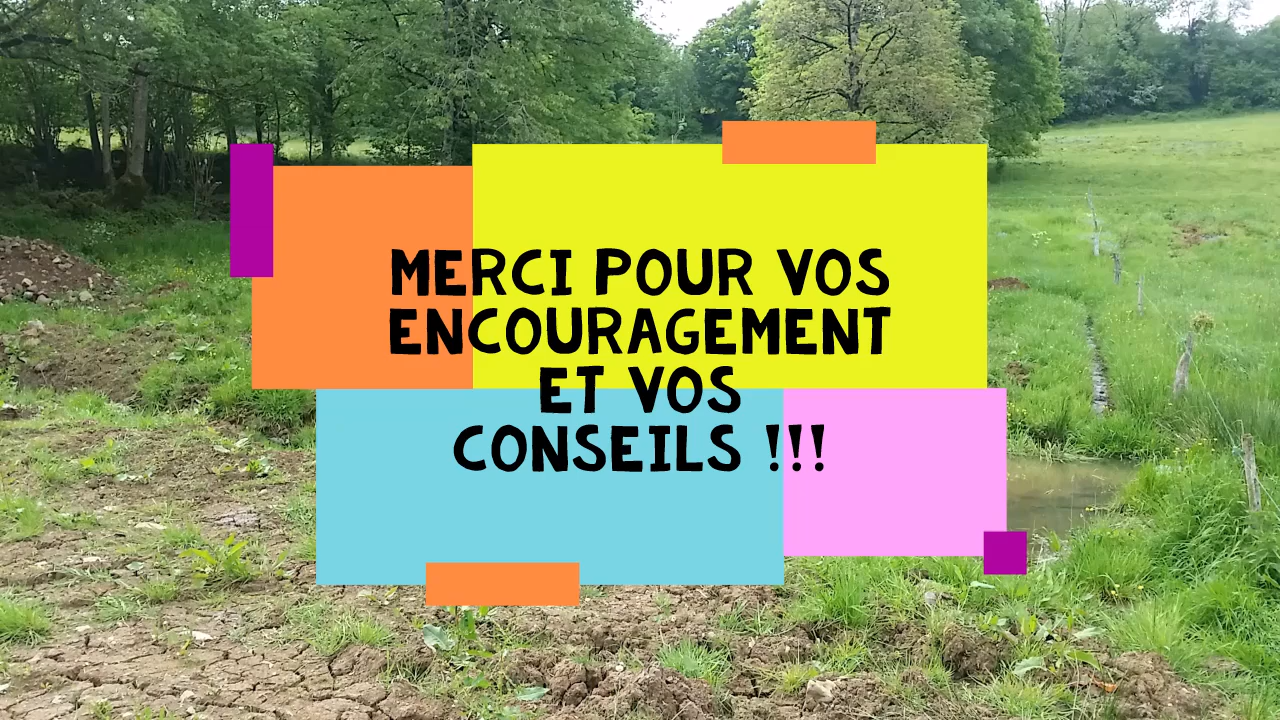 MERCI POUR VOS
ENCOURAGEMENT
ET VOS
CONSEILS !!!